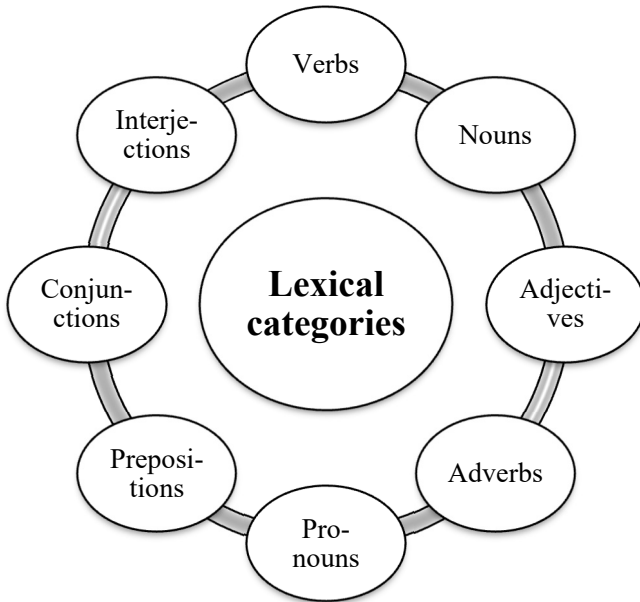 Verbs
Nouns
Adjecti-
ves
Adverbs
Pro-
nouns
Preposi-
tions
Conjun-
ctions
Interje-
ctions
Lexical
categories